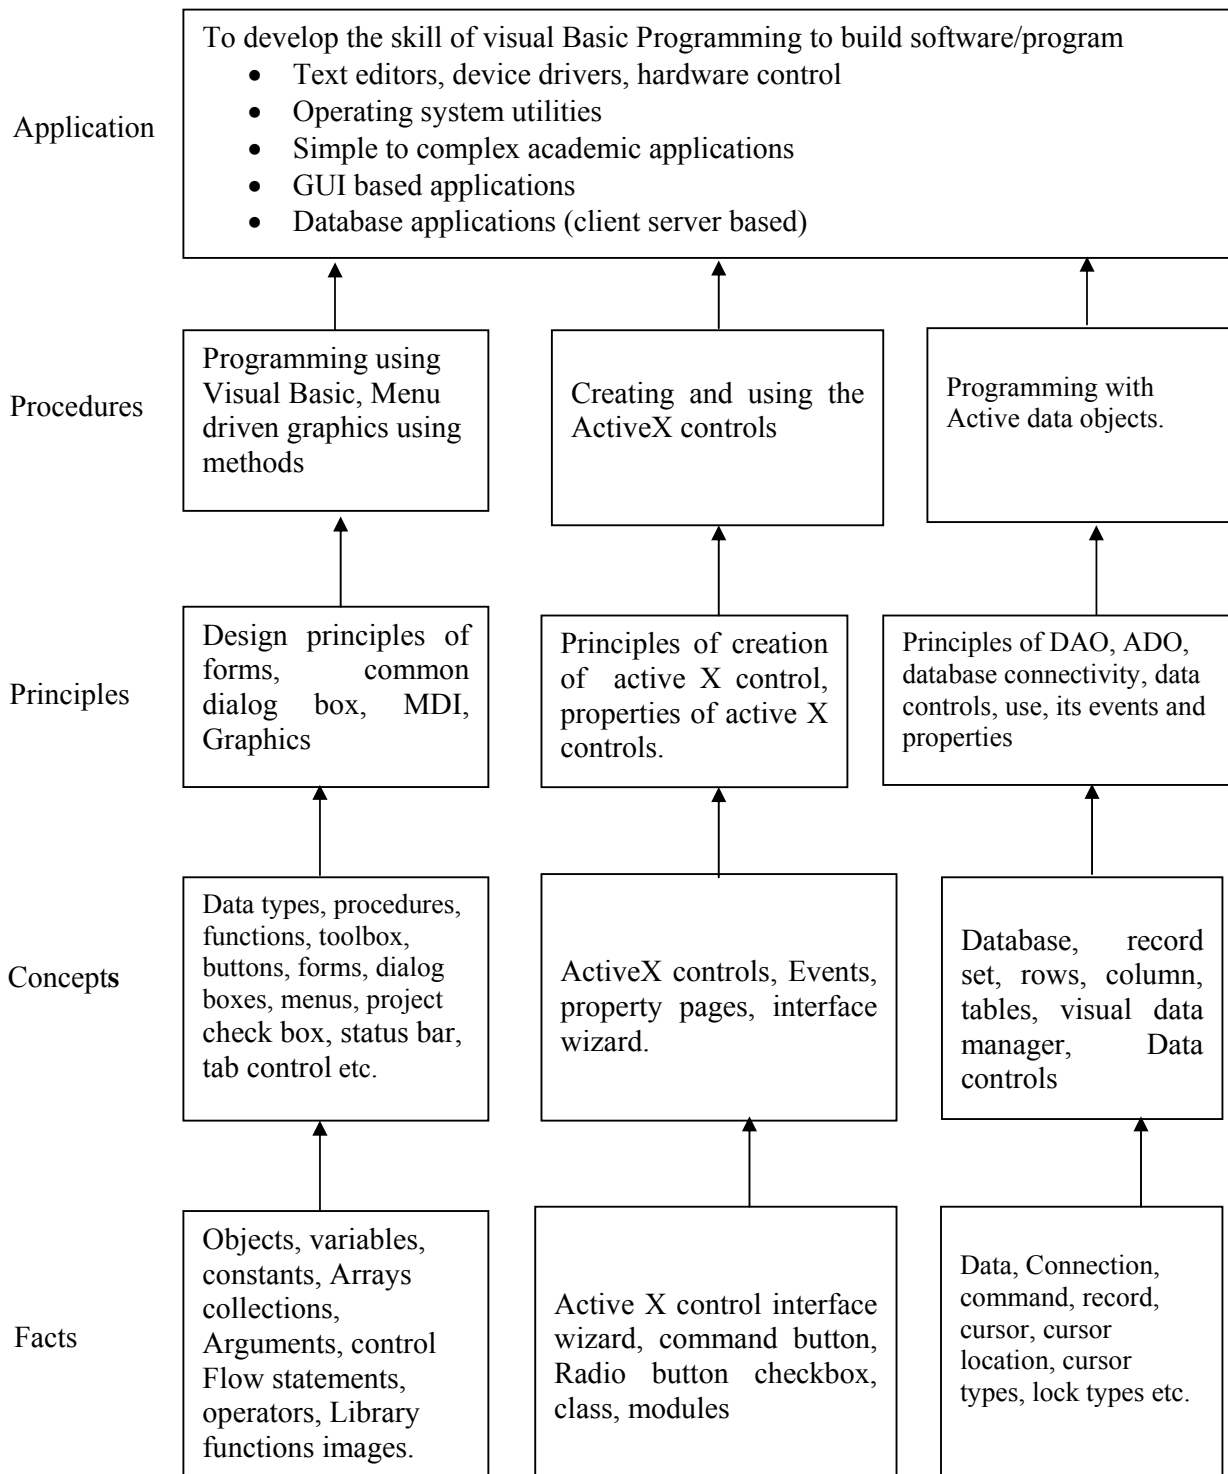 To develop the skill of visual Basic Programming to build software/program
• Text editors, device drivers, hardware control
• Operating system utilities
• Simple to complex academic applications
• GUI based applications
• Database applications (client server based)
Application
Programming using
Visual Basic, Menu
driven graphics using
methods
Creating and using the
ActiveX controls
Programming with
Active data objects.
Procedures
Design principles of
forms, common
dialog box, MDI,
Graphics
Principles of creation
of active X control,
properties of active X
controls.
Principles of DAO, ADO,
database connectivity, data
controls, use, its events and
properties
Principles
Data types, procedures,
functions, toolbox,
buttons, forms, dialog
boxes, menus, project
check box, status bar,
tab control etc.
ActiveX controls, Events,
property pages, interface
wizard.
Database, record
set, rows, column,
tables, visual data
manager, Data
controls
Concepts
Objects, variables,
constants, Arrays
collections,
Arguments, control
Flow statements,
operators, Library
functions images.
Active X control interface
wizard, command button,
Radio button checkbox,
class, modules
Data, Connection,
command, record,
cursor, cursor
location, cursor
types, lock types etc.
Facts